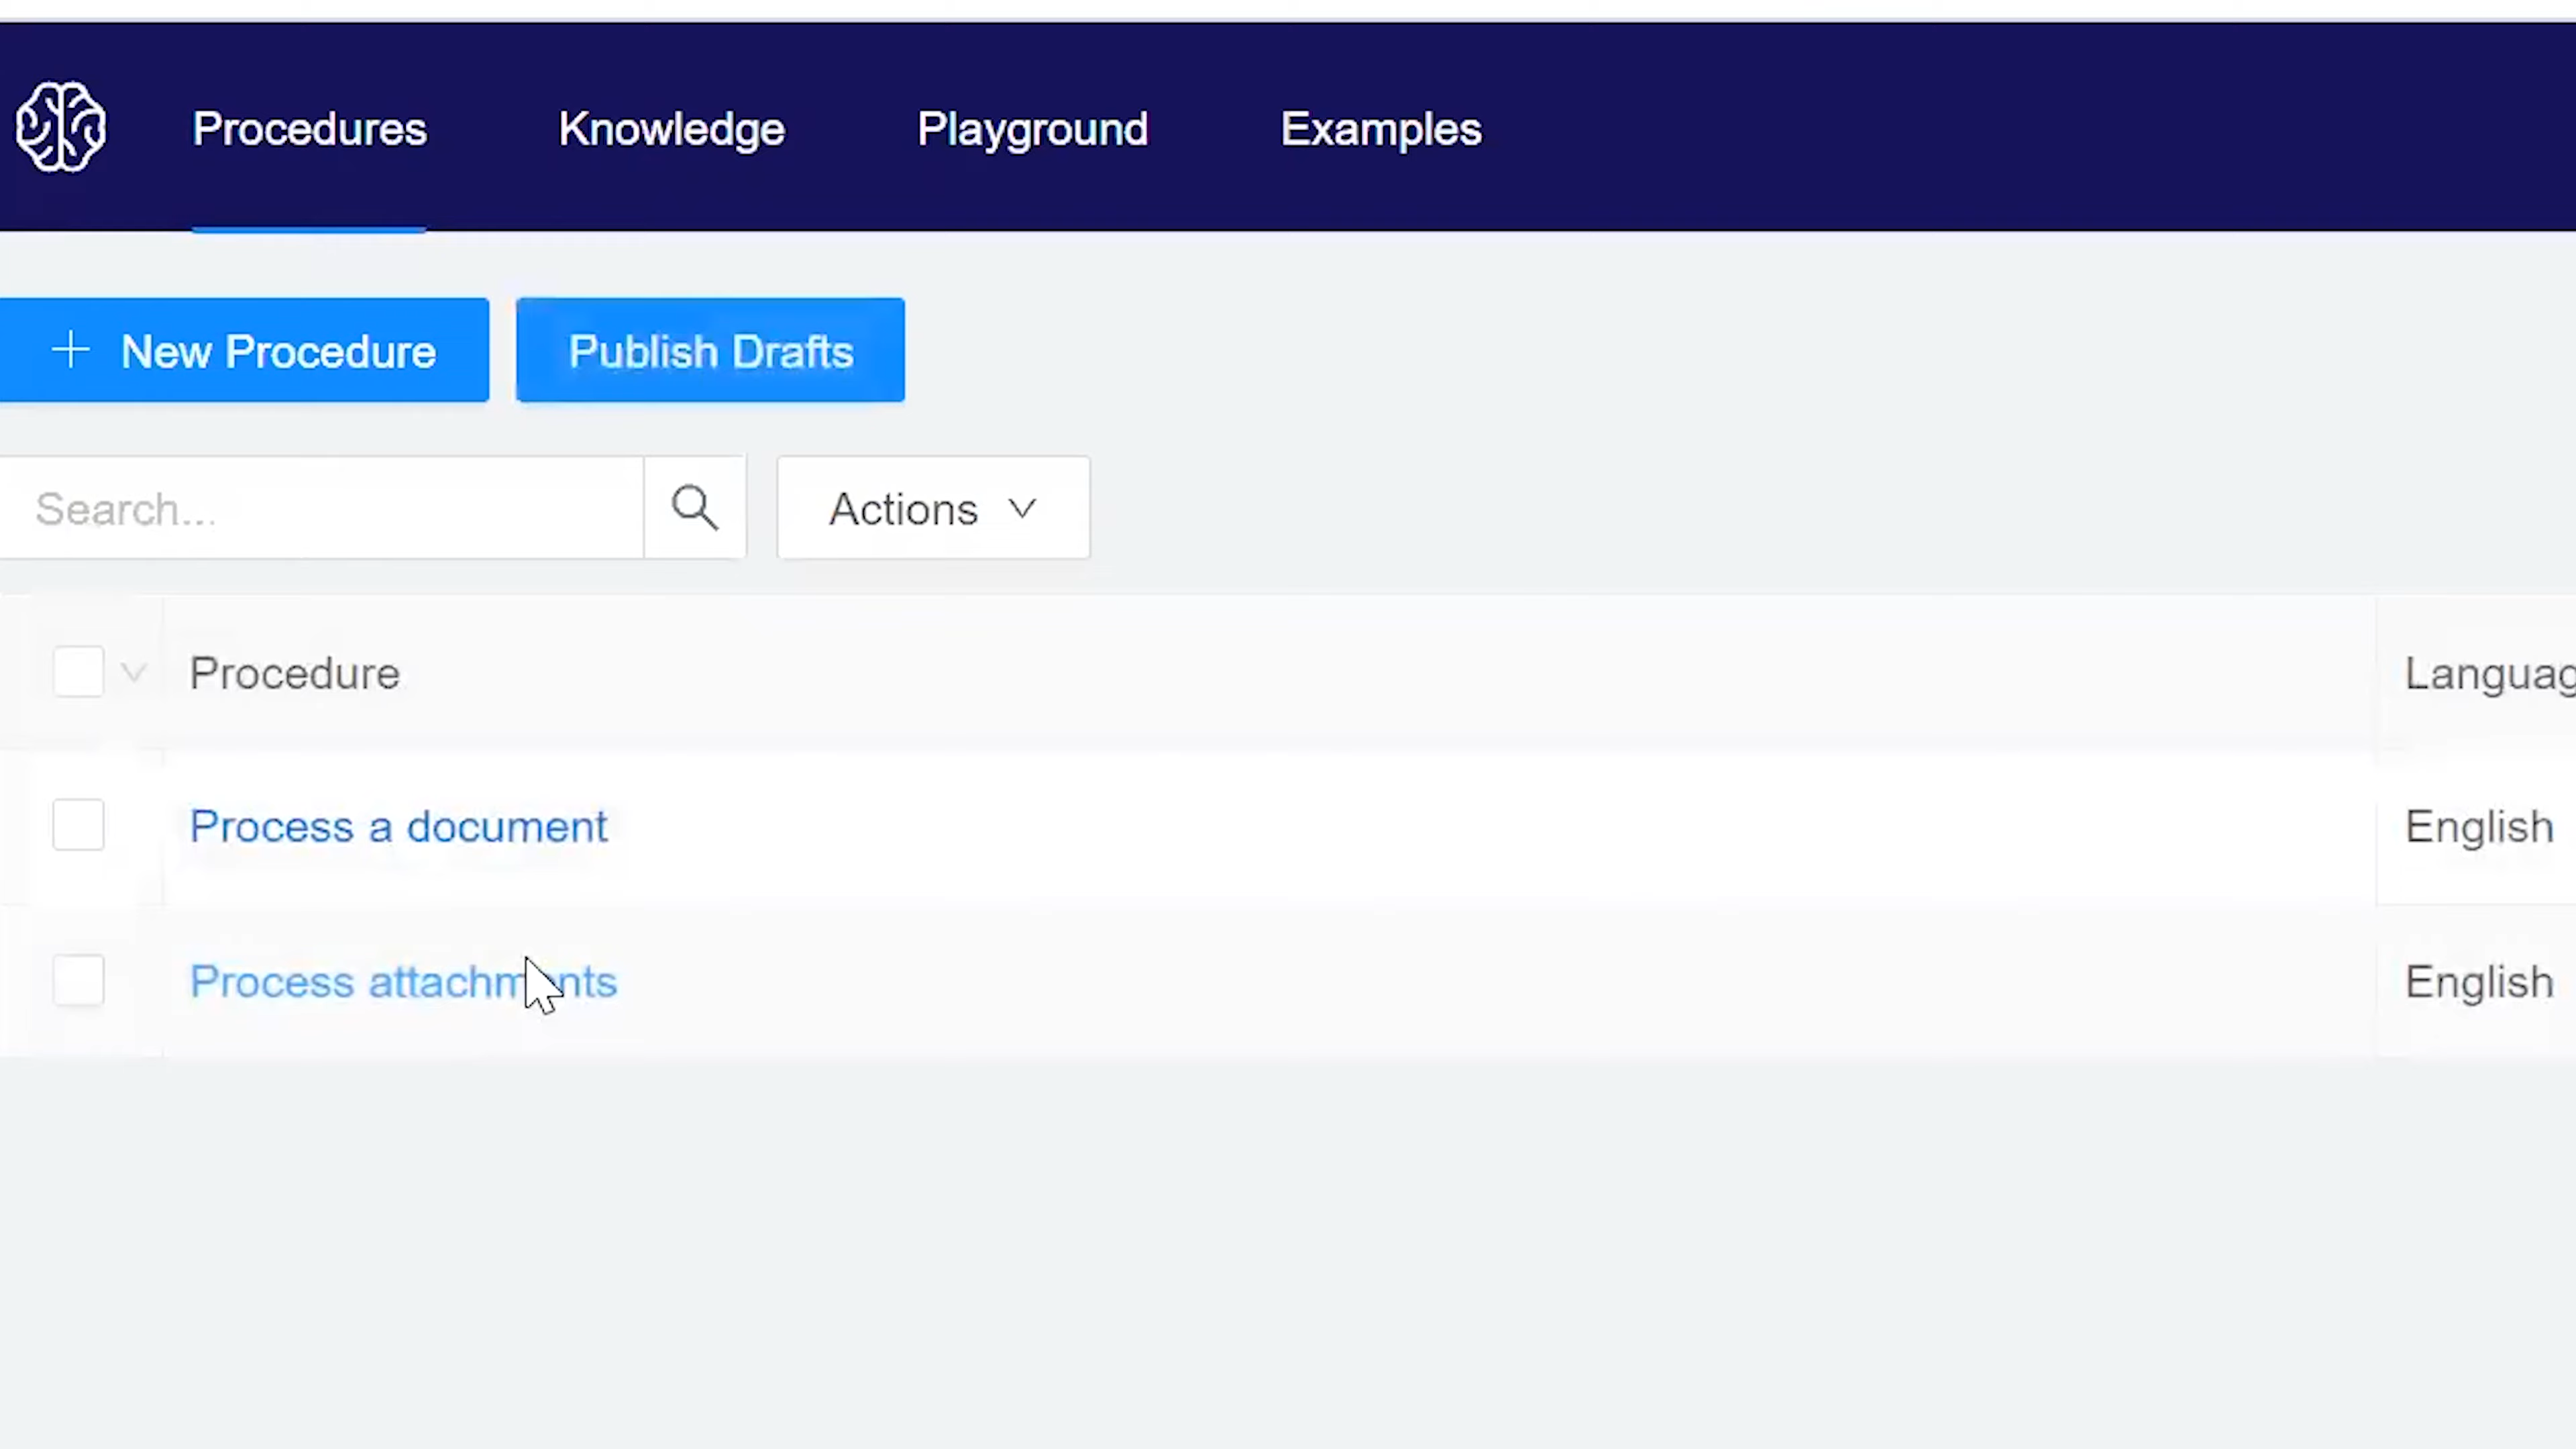 Procedures Knowledge Playground Examples
+ New Procedure Publish Drafts
Search... Actions
Procedure Languag
Process a document English
Process attachments English